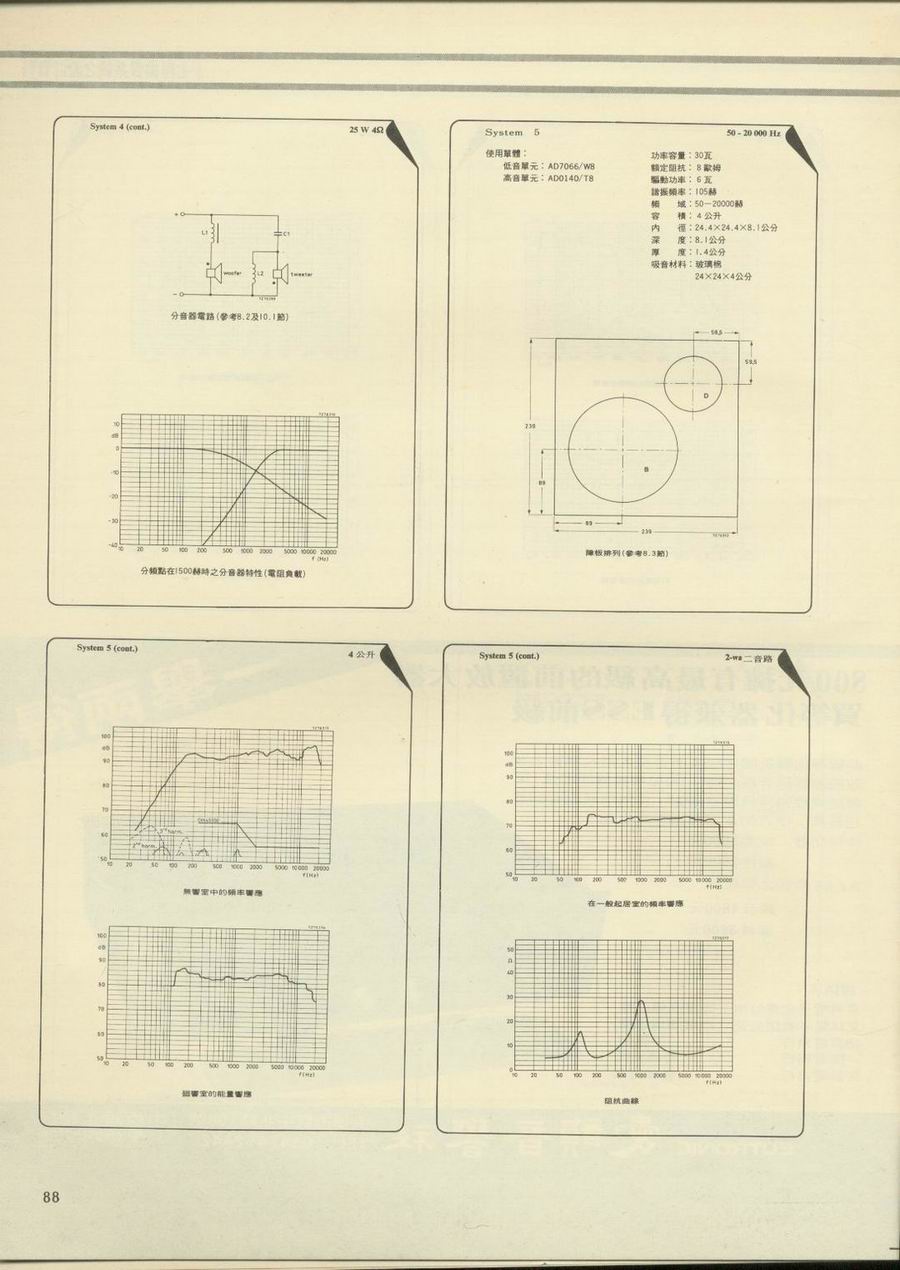 System 4 (cont.)
25 W 4Ω
+
L1
C1
woofer
L2
tweeter
−
7Z76399
分音器電路(參考8.2及10.1節)
10
dB
0
-10
-20
-30
-40
10 20 50 100 200 500 1000 2000 5000 10000 20000
f (Hz)
分頻點在1500赫時之分音器特性(電阻負載)
System 5
50 - 20 000 Hz
使用單體：
低音單元：AD7066/W8
高音單元：AD0140/T8
功率容量：30瓦
額定阻抗：8歐姆
驅動功率：6瓦
諧振頻率：105赫
頻　域：50－20000赫
容　積：4公升
內　徑：24.4×24.4×8.1公分
深　度：8.1公分
厚　度：1.4公分
吸音材料：玻璃棉
24×24×4公分
59,5
59,5
D
239
B
89
89
239
障板排列(參考8.3節)
System 5 (cont.)
4公升
100
dB
90
80
70
60
50
10 20 50 100 200 500 1000 2000 5000 10000 20000
f(Hz)
無響室中的頻率響應
100
dB
90
80
70
60
50
10 20 50 100 200 500 1000 2000 5000 10000 20000
f(Hz)
迴響室的能量響應
System 5 (cont.)
2-wa二音路
100
dB
90
80
70
60
50
10 20 50 100 200 500 1000 2000 5000 10000 20000
f(Hz)
在一般起居室的頻率響應
50
Ω
40
30
20
10
0
10 20 50 100 200 500 1000 2000 5000 10000 20000
f(Hz)
阻抗曲線
88